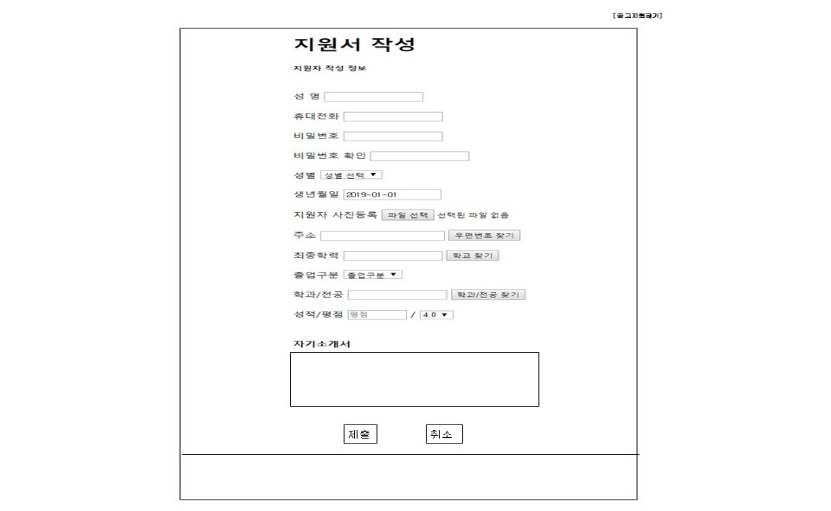 [공고지원하기]
지원서 작성
지원자 작성 정보
성 명
휴대전화
비밀번호
비밀번호 확인
성별 성별 선택 ▼
생년월일 2019-01-01
지원자 사진등록 파일 선택 선택된 파일 없음
주소 우편번호 찾기
최종학력 학교 찾기
졸업구분 졸업구분 ▼
학과/전공 학과/전공 찾기
성적/평점 평점 / 4.0 ▼
자기소개서
제출 취소